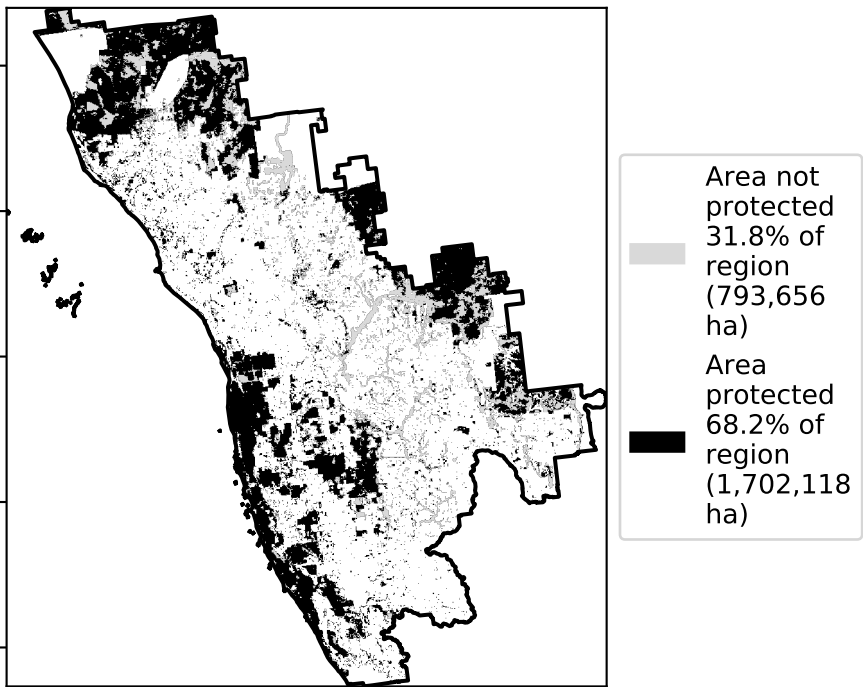 Area not
protected
31.8% of
region
(793,656
ha)
Area
protected
68.2% of
region
(1,702,118
ha)